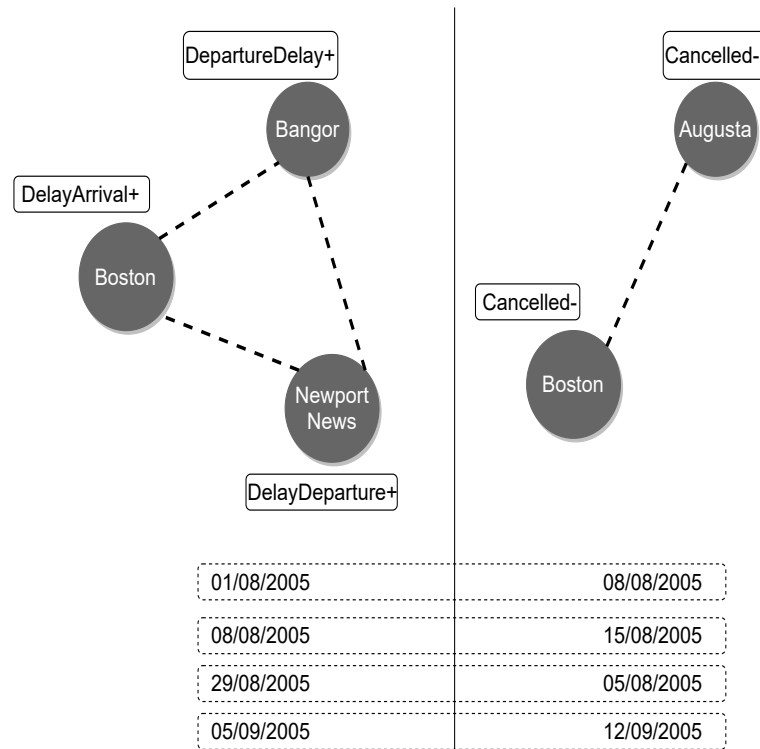 DepartureDelay+
Cancelled-
Bangor
Augusta
DelayArrival+
Boston
Cancelled-
Boston
Newport
News
DelayDeparture+
01/08/2005 08/08/2005
08/08/2005 15/08/2005
29/08/2005 05/08/2005
05/09/2005 12/09/2005